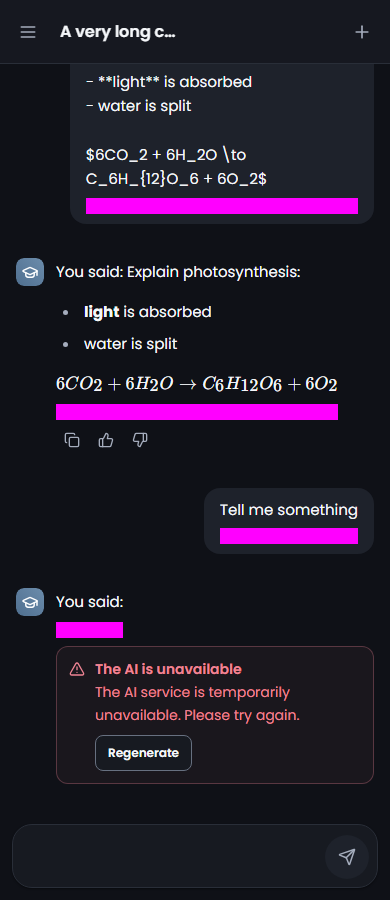 A very long c...
- **light** is absorbed
- water is split
$6CO_2 + 6H_2O \to
C_6H_{12}O_6 + 6O_2$
You said: Explain photosynthesis:
• light is absorbed
• water is split
6CO2 + 6H2O → C6H12O6 + 6O2
Tell me something
You said:
The AI is unavailable
The AI service is temporarily
unavailable. Please try again.
Regenerate